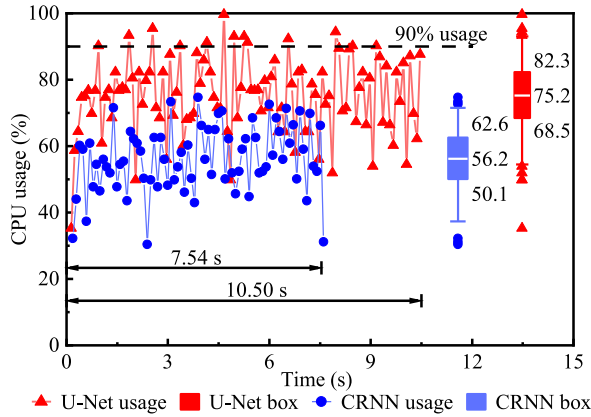 100
90% usage
80
82.3
75.2
68.5
62.6
56.2
50.1
60
40
20
0
CPU usage (%)
7.54 s
10.50 s
0 3 6 9 12 15
Time (s)
U-Net usage U-Net box CRNN usage CRNN box